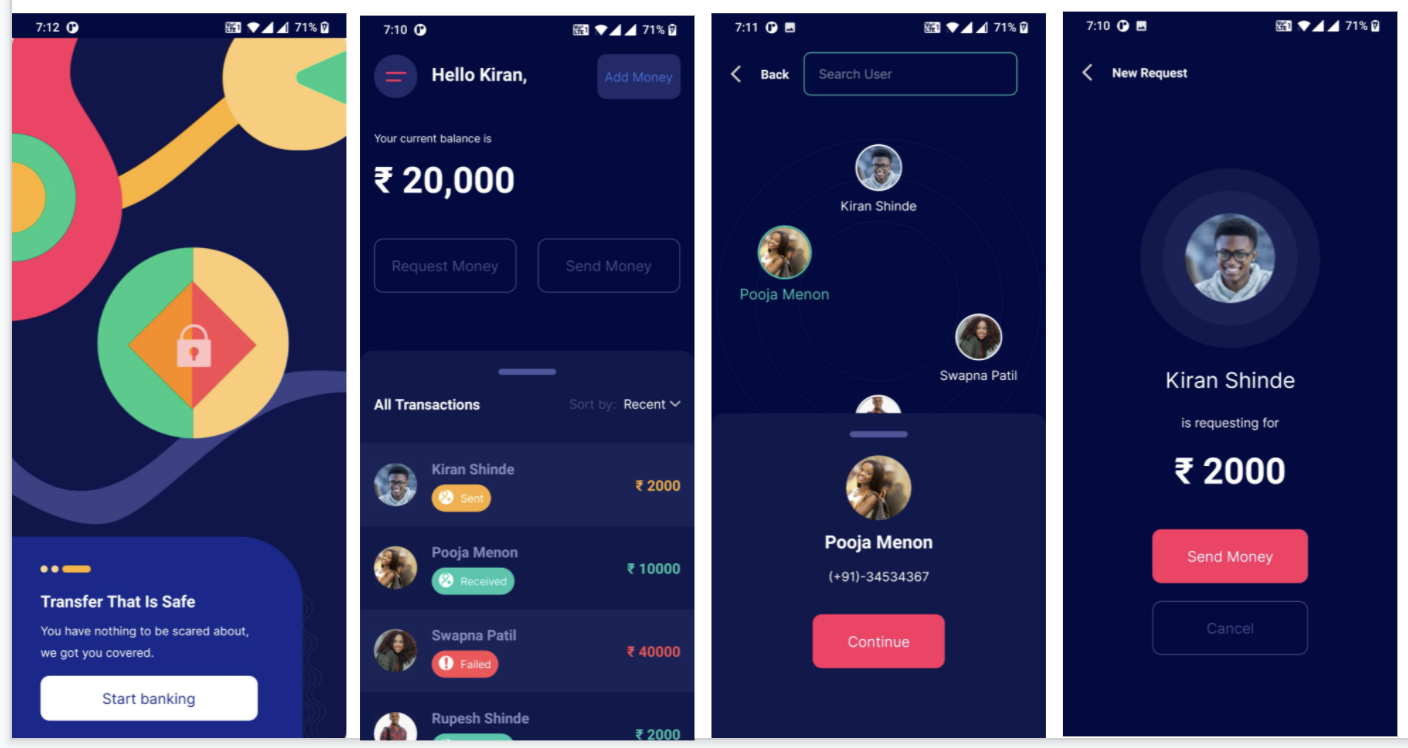 7:12
71%
Transfer That Is Safe
You have nothing to be scared about,
we got you covered.
Start banking
7:10
71%
Hello Kiran,
Add Money
Your current balance is
₹ 20,000
Request Money
Send Money
All Transactions
Sort by: Recent
Kiran Shinde
Sent
₹ 2000
Pooja Menon
Received
₹ 10000
Swapna Patil
Failed
₹ 40000
Rupesh Shinde
₹ 2000
7:11
71%
Back
Search User
Kiran Shinde
Pooja Menon
Swapna Patil
Pooja Menon
(+91)-34534367
Continue
7:10
71%
New Request
Kiran Shinde
is requesting for
₹ 2000
Send Money
Cancel